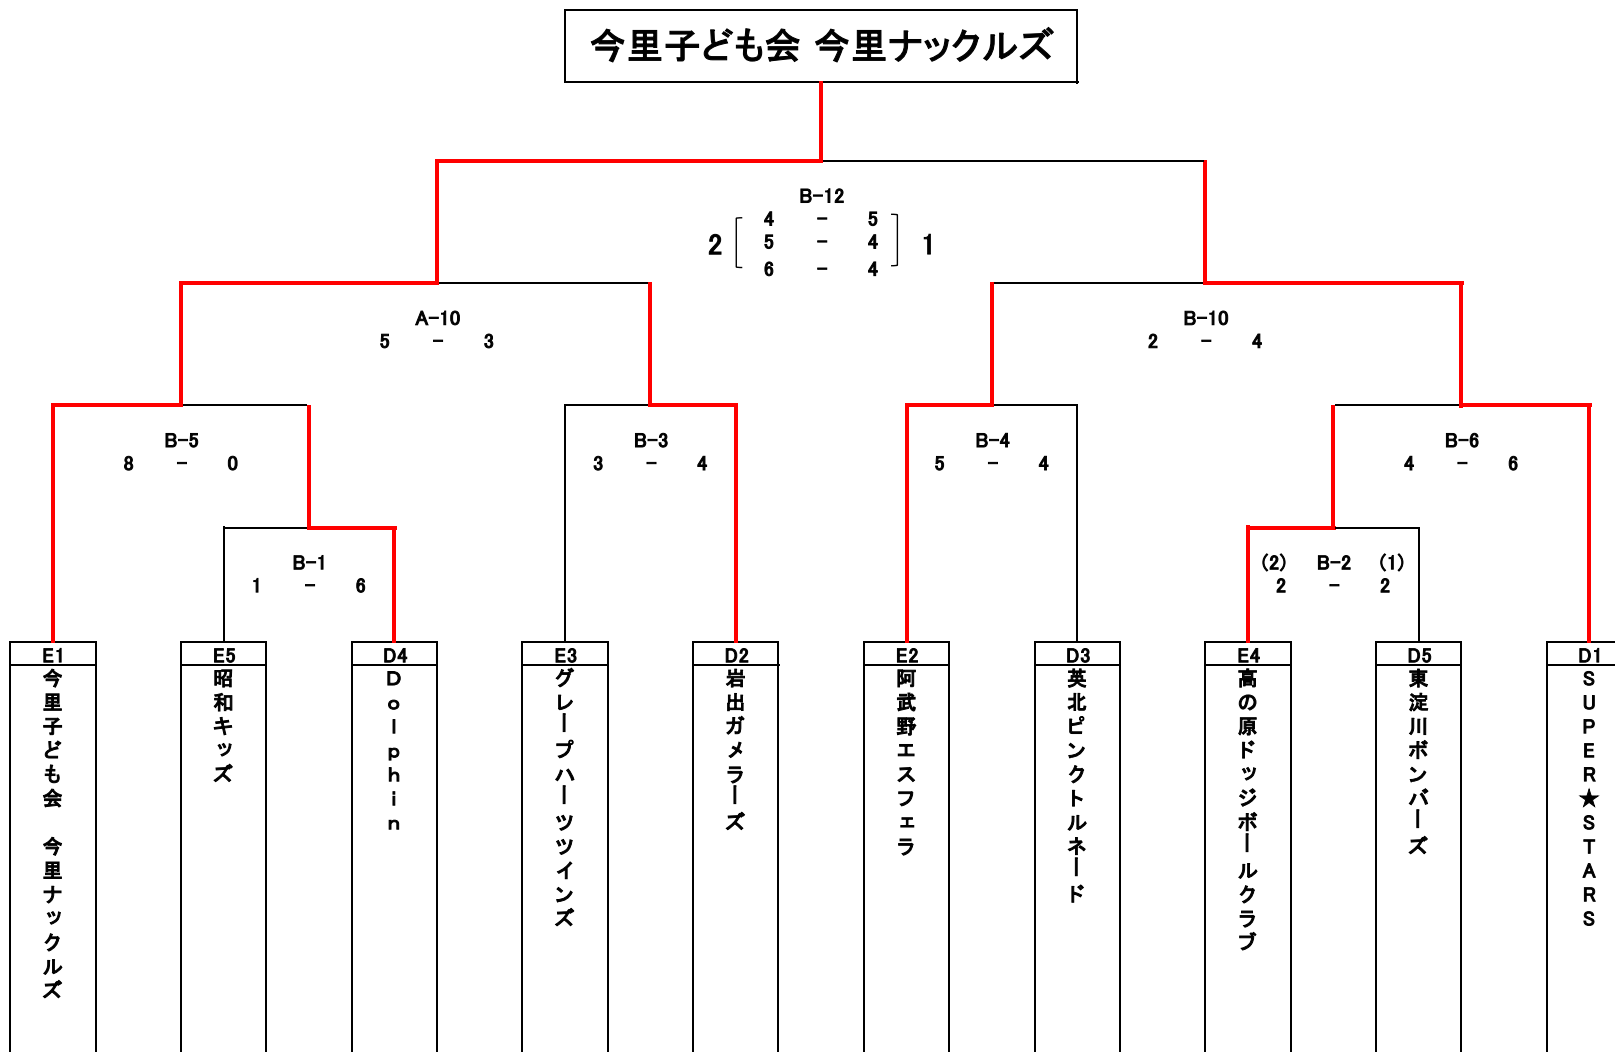 今里子ども会 今里ナックルズ
B-12
4 - 5
2 5 - 4 1
6 - 4
A-10
5 - 3
B-10
2 - 4
B-5
8 - 0
B-3
3 - 4
B-4
5 - 4
B-6
4 - 6
B-1
1 - 6
(2) B-2 (1)
2 - 2
E1
今里子ども会 今里ナックルズ
E5
昭和キッズ
D4
Dolphin
E3
グレープハーツツインズ
D2
岩出ガメラーズ
E2
阿武野エスフェラ
D3
英北ピンクトルネード
E4
高の原ドッジボールクラブ
D5
東淀川ボンバーズ
D1
SUPER★STARS